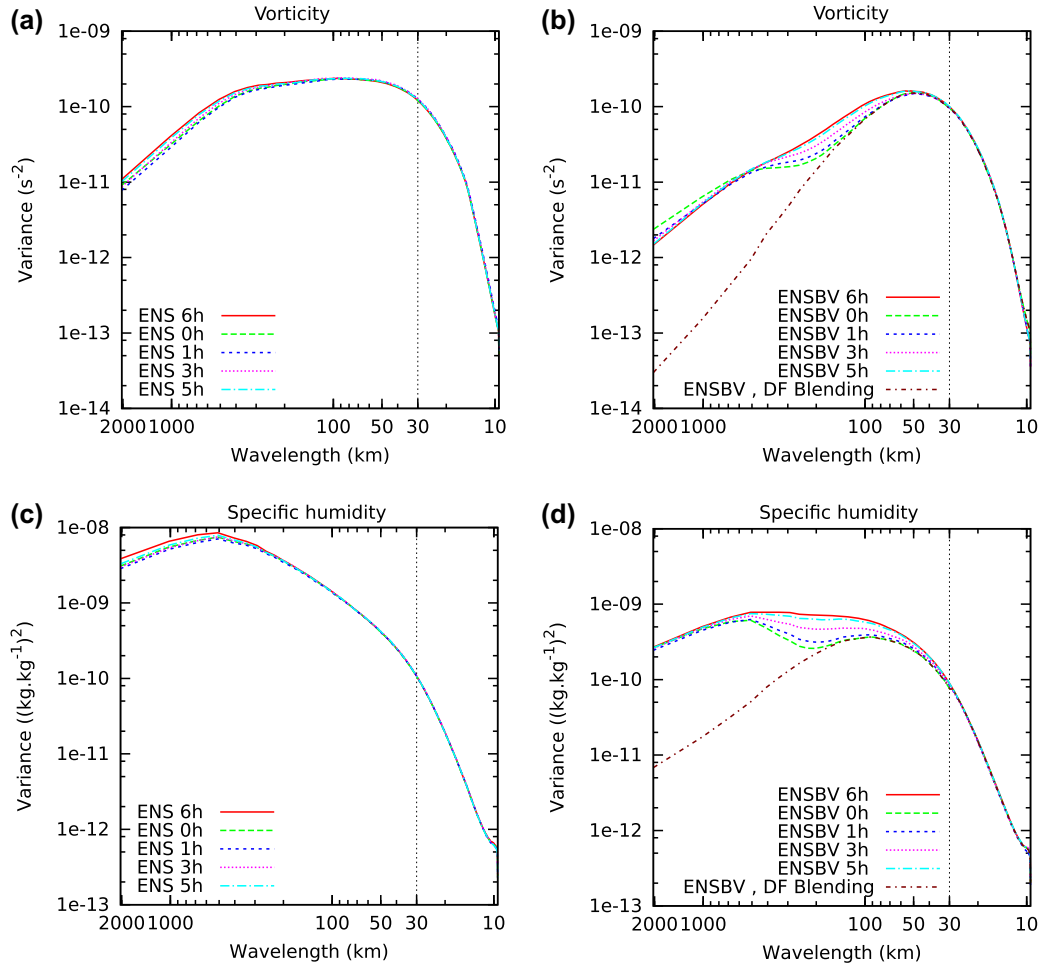 (a)
Vorticity
Variance (s⁻²)
1e-09
1e-10
1e-11
1e-12
1e-13
1e-14
ENS 6h
ENS 0h
ENS 1h
ENS 3h
ENS 5h
2000 1000 100 50 30 10
Wavelength (km)
(b)
Vorticity
Variance (s⁻²)
1e-09
1e-10
1e-11
1e-12
1e-13
1e-14
ENSBV 6h
ENSBV 0h
ENSBV 1h
ENSBV 3h
ENSBV 5h
ENSBV , DF Blending
2000 1000 100 50 30 10
Wavelength (km)
(c)
Specific humidity
Variance ((kg.kg⁻¹)²)
1e-08
1e-09
1e-10
1e-11
1e-12
1e-13
ENS 6h
ENS 0h
ENS 1h
ENS 3h
ENS 5h
2000 1000 100 50 30 10
Wavelength (km)
(d)
Specific humidity
Variance ((kg.kg⁻¹)²)
1e-08
1e-09
1e-10
1e-11
1e-12
1e-13
ENSBV 6h
ENSBV 0h
ENSBV 1h
ENSBV 3h
ENSBV 5h
ENSBV , DF Blending
2000 1000 100 50 30 10
Wavelength (km)